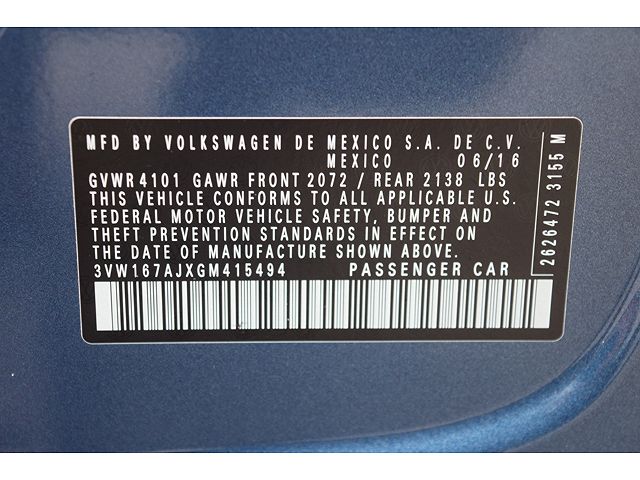 MFD BY VOLKSWAGEN DE MEXICO S.A. DE C.V.
MEXICO 06/16
GVWR 4101 GAWR FRONT 2072 / REAR 2138 LBS
THIS VEHICLE CONFORMS TO ALL APPLICABLE U.S.
FEDERAL MOTOR VEHICLE SAFETY, BUMPER AND
THEFT PREVENTION STANDARDS IN EFFECT ON
THE DATE OF MANUFACTURE SHOWN ABOVE.
3VW167AJXGM415494 PASSENGER CAR
2626472 3155 M